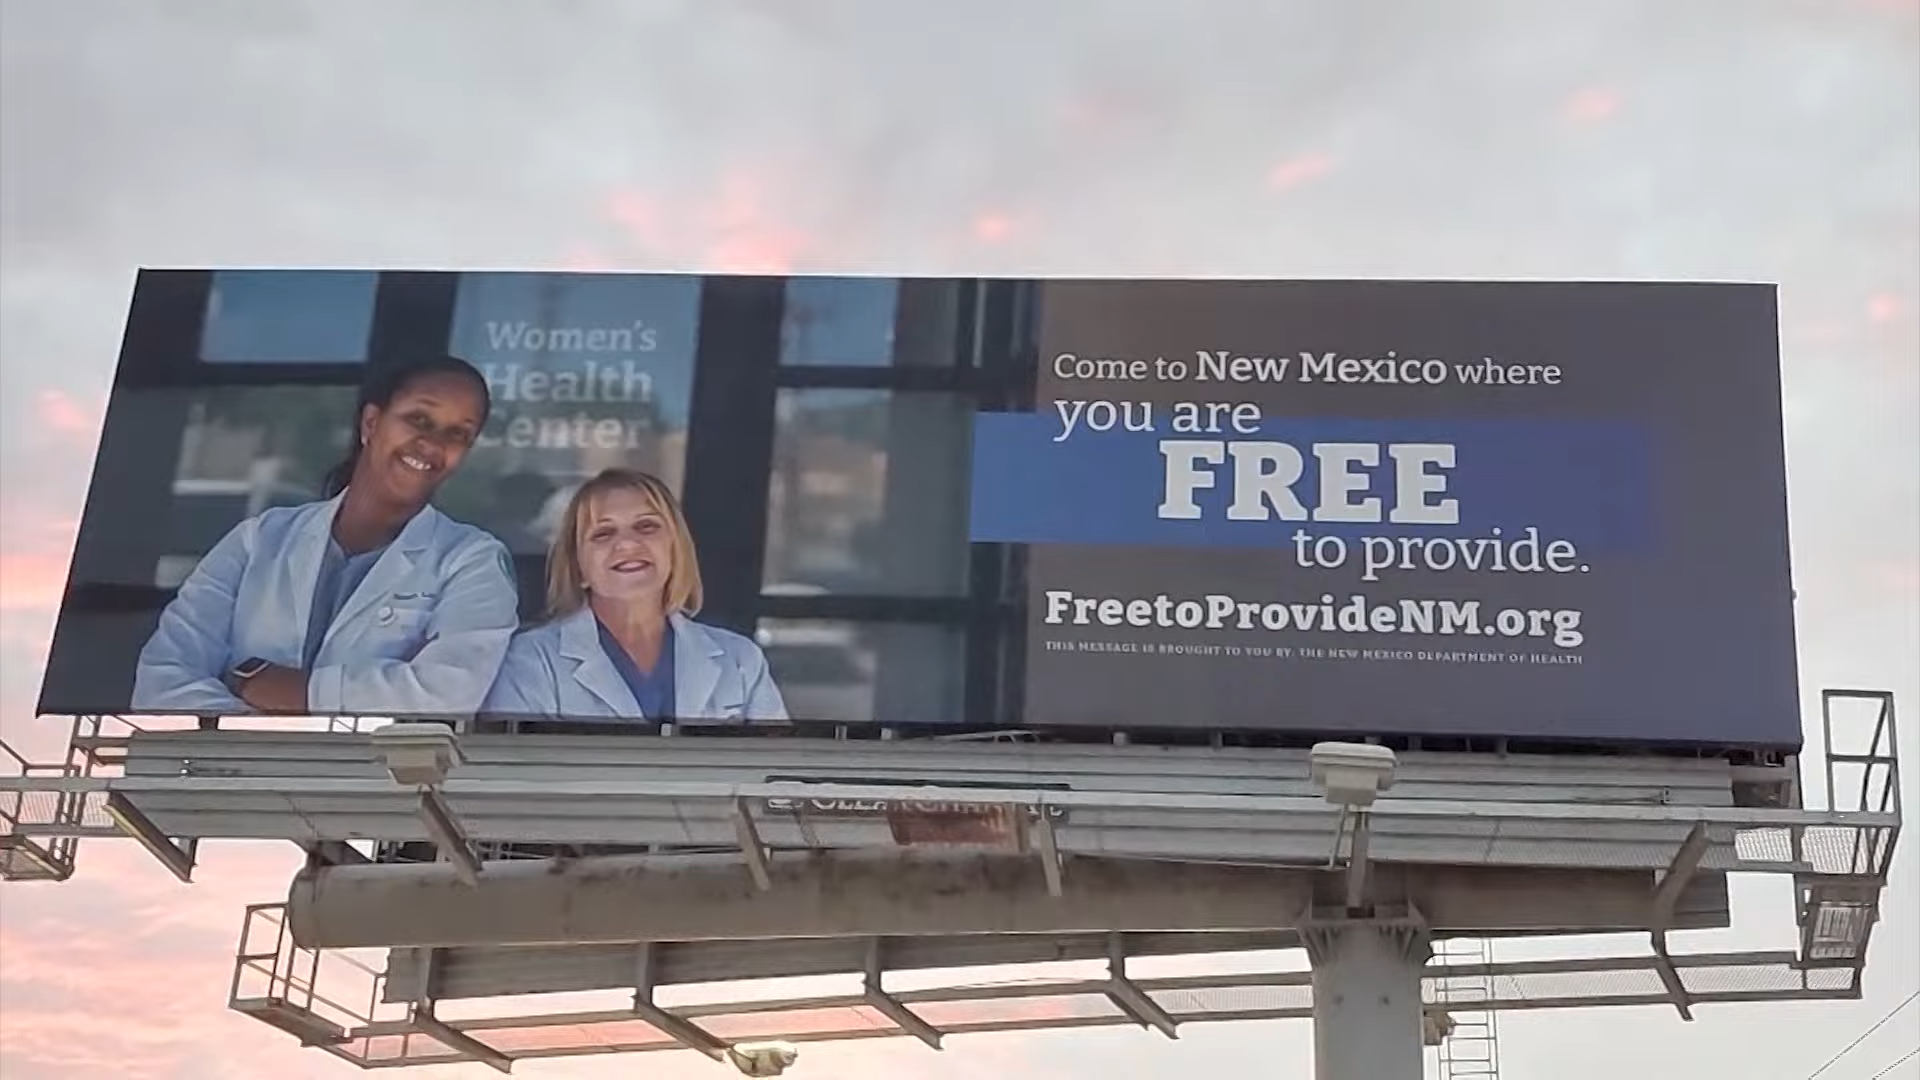 Women's
Health
Center
Come to New Mexico where
you are
FREE
to provide.
FreetoProvideNM.org
THIS MESSAGE IS BROUGHT TO YOU BY: THE NEW MEXICO DEPARTMENT OF HEALTH